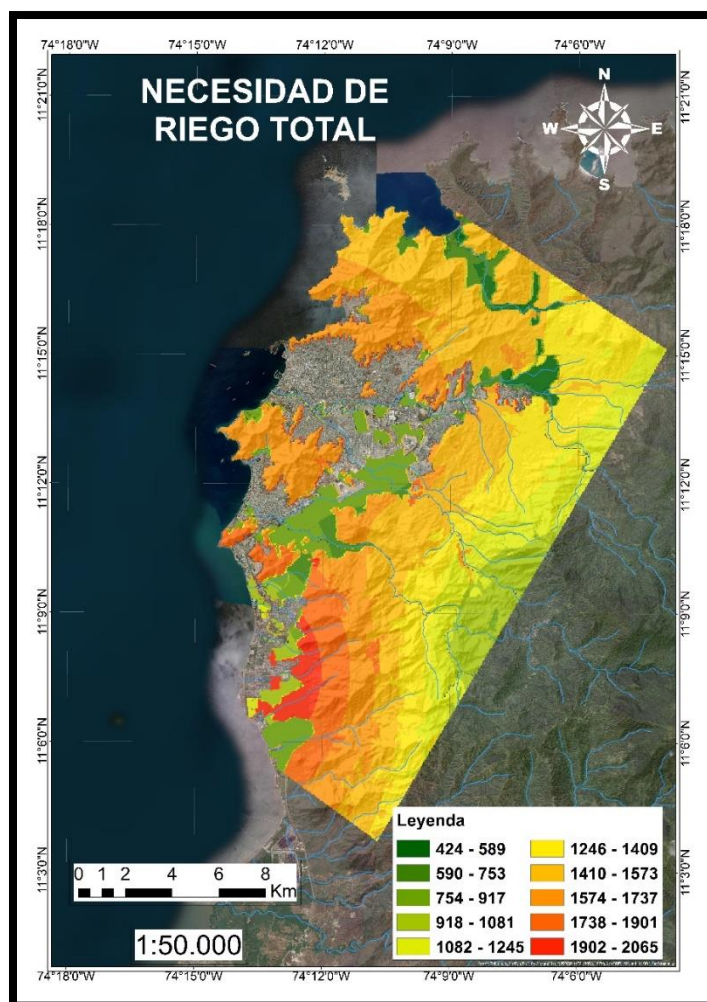 74°18'0"W 74°15'0"W 74°12'0"W 74°9'0"W 74°6'0"W
11°21'0"N 11°21'0"N
NECESIDAD DE
RIEGO TOTAL
N
W E
S
11°18'0"N 11°18'0"N
11°15'0"N 11°15'0"N
11°12'0"N 11°12'0"N
11°9'0"N 11°9'0"N
11°6'0"N 11°6'0"N
11°3'0"N 11°3'0"N
Leyenda
424 - 589 1246 - 1409
590 - 753 1410 - 1573
754 - 917 1574 - 1737
918 - 1081 1738 - 1901
1082 - 1245 1902 - 2065
0 1 2 4 6 8
Km
1:50.000
74°18'0"W 74°15'0"W 74°12'0"W 74°9'0"W 74°6'0"W